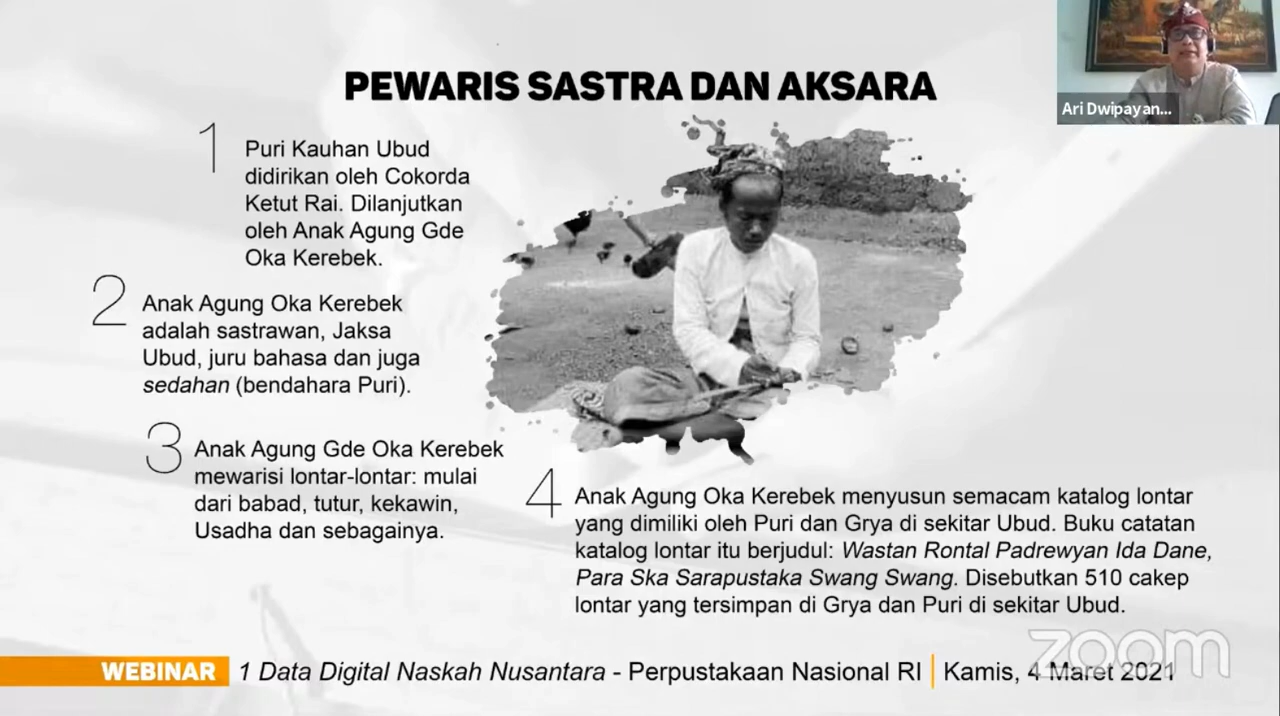 PEWARIS SASTRA DAN AKSARA
Ari Dwipayan...
1
Puri Kauhan Ubud
didirikan oleh Cokorda
Ketut Rai. Dilanjutkan
oleh Anak Agung Gde
Oka Kerebek.
2
Anak Agung Oka Kerebek
adalah sastrawan, Jaksa
Ubud, juru bahasa dan juga
sedahan (bendahara Puri).
3
Anak Agung Gde Oka Kerebek
mewarisi lontar-lontar: mulai
dari babad, tutur, kekawin,
Usadha dan sebagainya.
4
Anak Agung Oka Kerebek menyusun semacam katalog lontar
yang dimiliki oleh Puri dan Grya di sekitar Ubud. Buku catatan
katalog lontar itu berjudul: Wastan Rontal Padrewyan Ida Dane,
Para Ska Sarapustaka Swang Swang. Disebutkan 510 cakep
lontar yang tersimpan di Grya dan Puri di sekitar Ubud.
zoom
WEBINAR 1 Data Digital Naskah Nusantara - Perpustakaan Nasional RI | Kamis, 4 Maret 2021